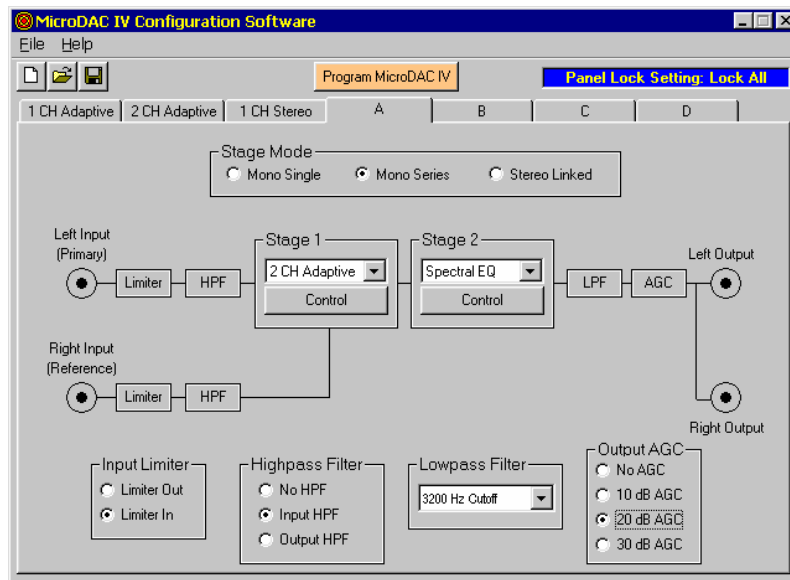 MicroDAC IV Configuration Software
File Help
Program MicroDAC IV
Panel Lock Setting: Lock All
1 CH Adaptive
2 CH Adaptive
1 CH Stereo
A
B
C
D
Stage Mode
Mono Single
Mono Series
Stereo Linked
Left Input
(Primary)
Limiter
HPF
Stage 1
2 CH Adaptive
Control
Stage 2
Spectral EQ
Control
LPF
AGC
Left Output
Right Input
(Reference)
Limiter
HPF
Right Output
Input Limiter
Limiter Out
Limiter In
Highpass Filter
No HPF
Input HPF
Output HPF
Lowpass Filter
3200 Hz Cutoff
Output AGC
No AGC
10 dB AGC
20 dB AGC
30 dB AGC